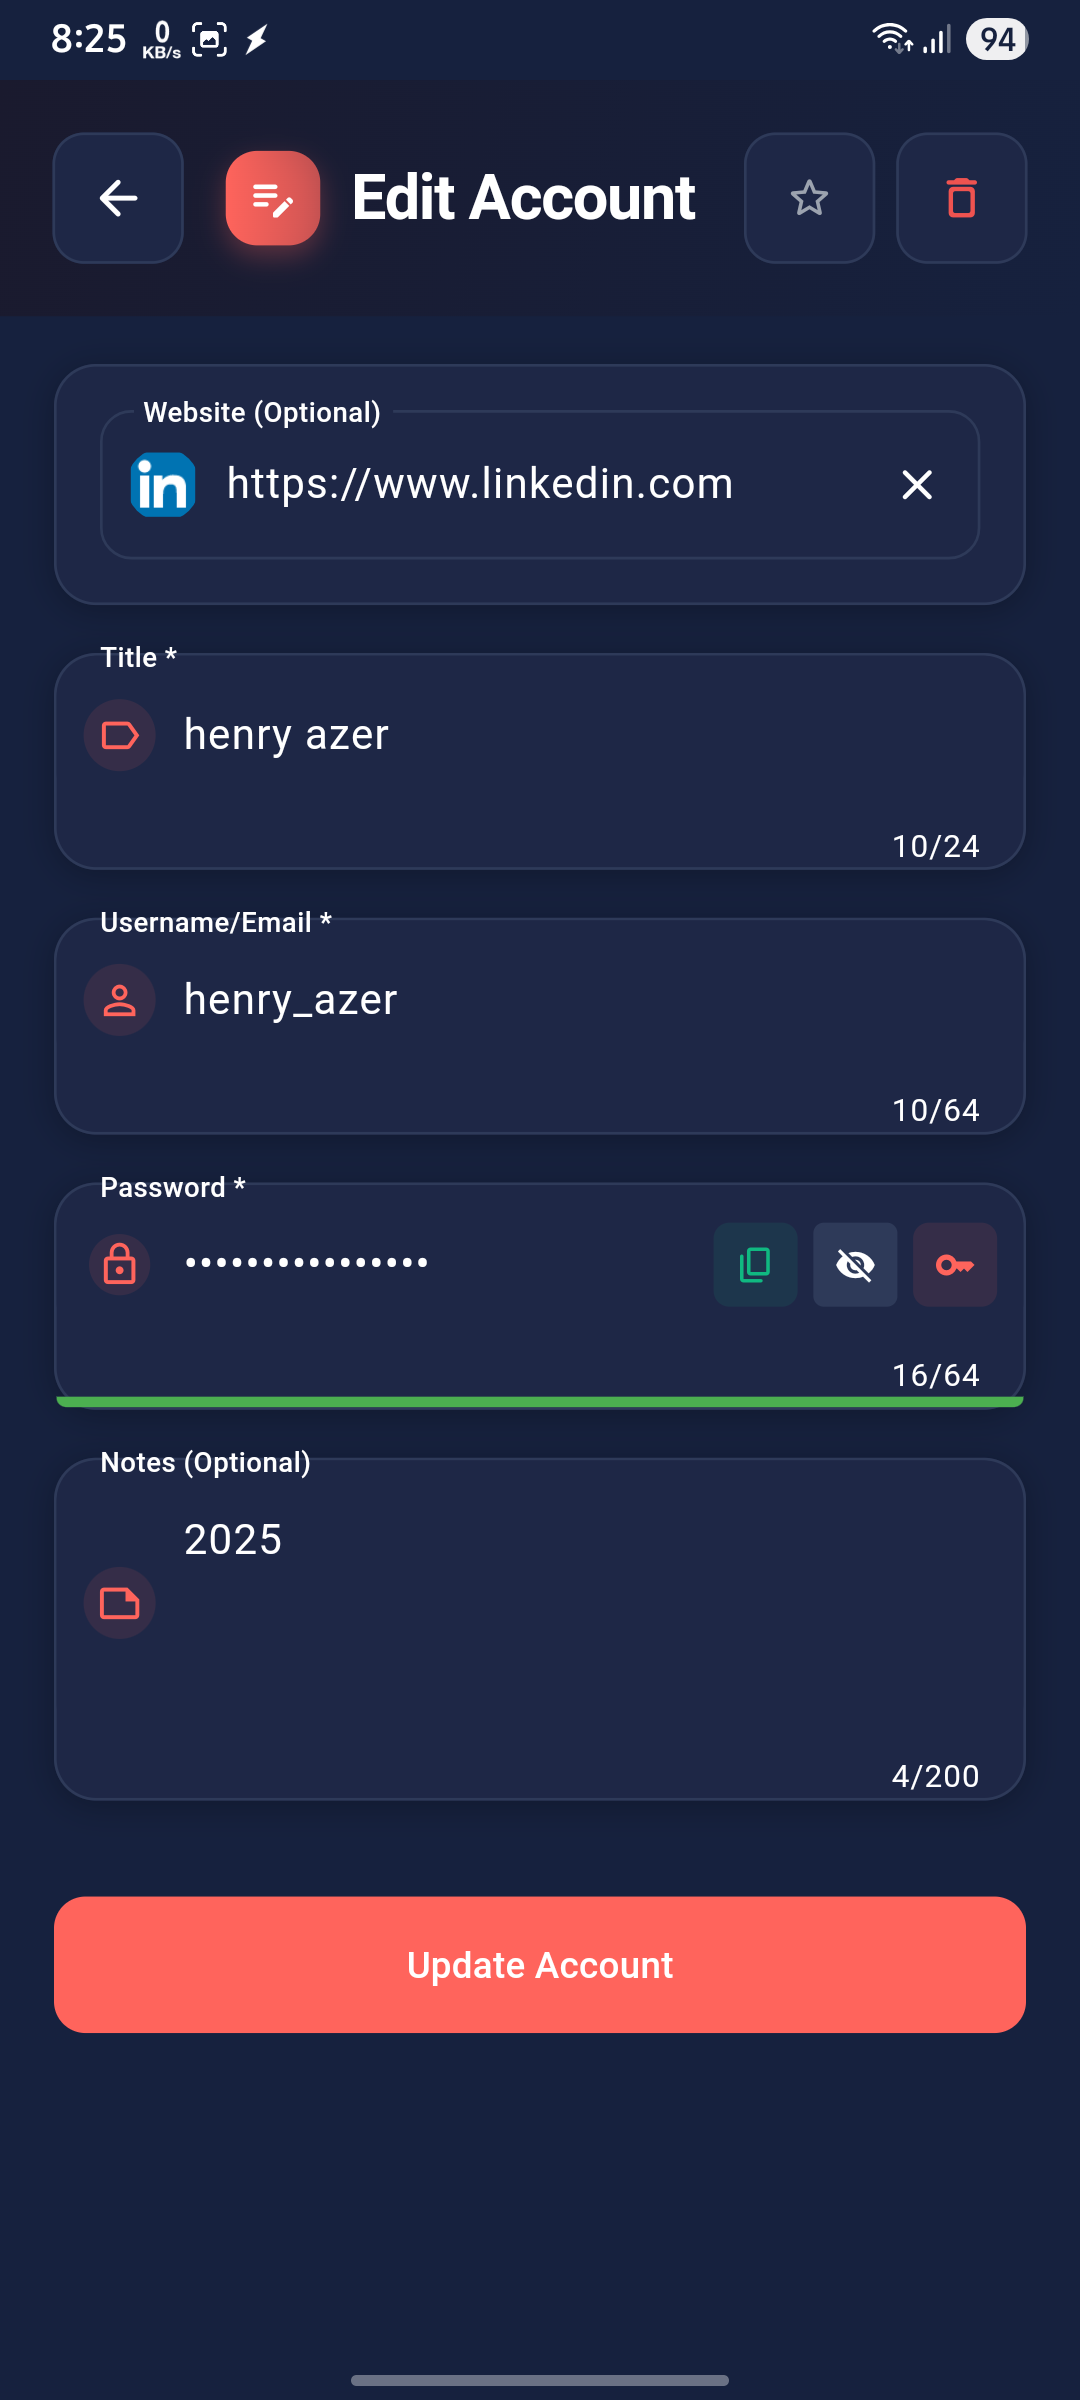 8:25
0
KB/s
94
Edit Account
Website (Optional)
in
https://www.linkedin.com
Title *
henry azer
10/24
Username/Email *
henry_azer
10/64
Password *
••••••••••••••••
16/64
Notes (Optional)
2025
4/200
Update Account